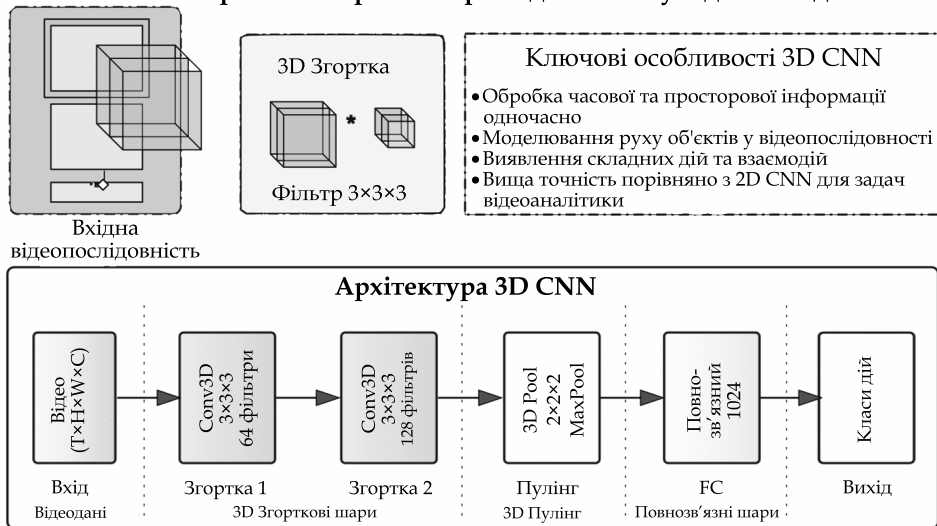 3D Згортка
*
Фільтр 3×3×3
Вхідна
відеопослідовність
Ключові особливості 3D CNN
• Обробка часової та просторової інформації
одночасно
• Моделювання руху об'єктів у відеопослідовності
• Виявлення складних дій та взаємодій
• Вища точність порівняно з 2D CNN для задач
відеоаналітики
Архітектура 3D CNN
Відео
(T×H×W×C)
Conv3D
3×3×3
64 фільтри
Conv3D
3×3×3
128 фільтрів
3D Pool
2×2×2
MaxPool
Повно-
зв’язний
1024
Класи дій
Вхід
Згортка 1
Згортка 2
Пулінг
FC
Вихід
Відеодані
3D Згорткові шари
3D Пулінг
Повнозв'язні шари